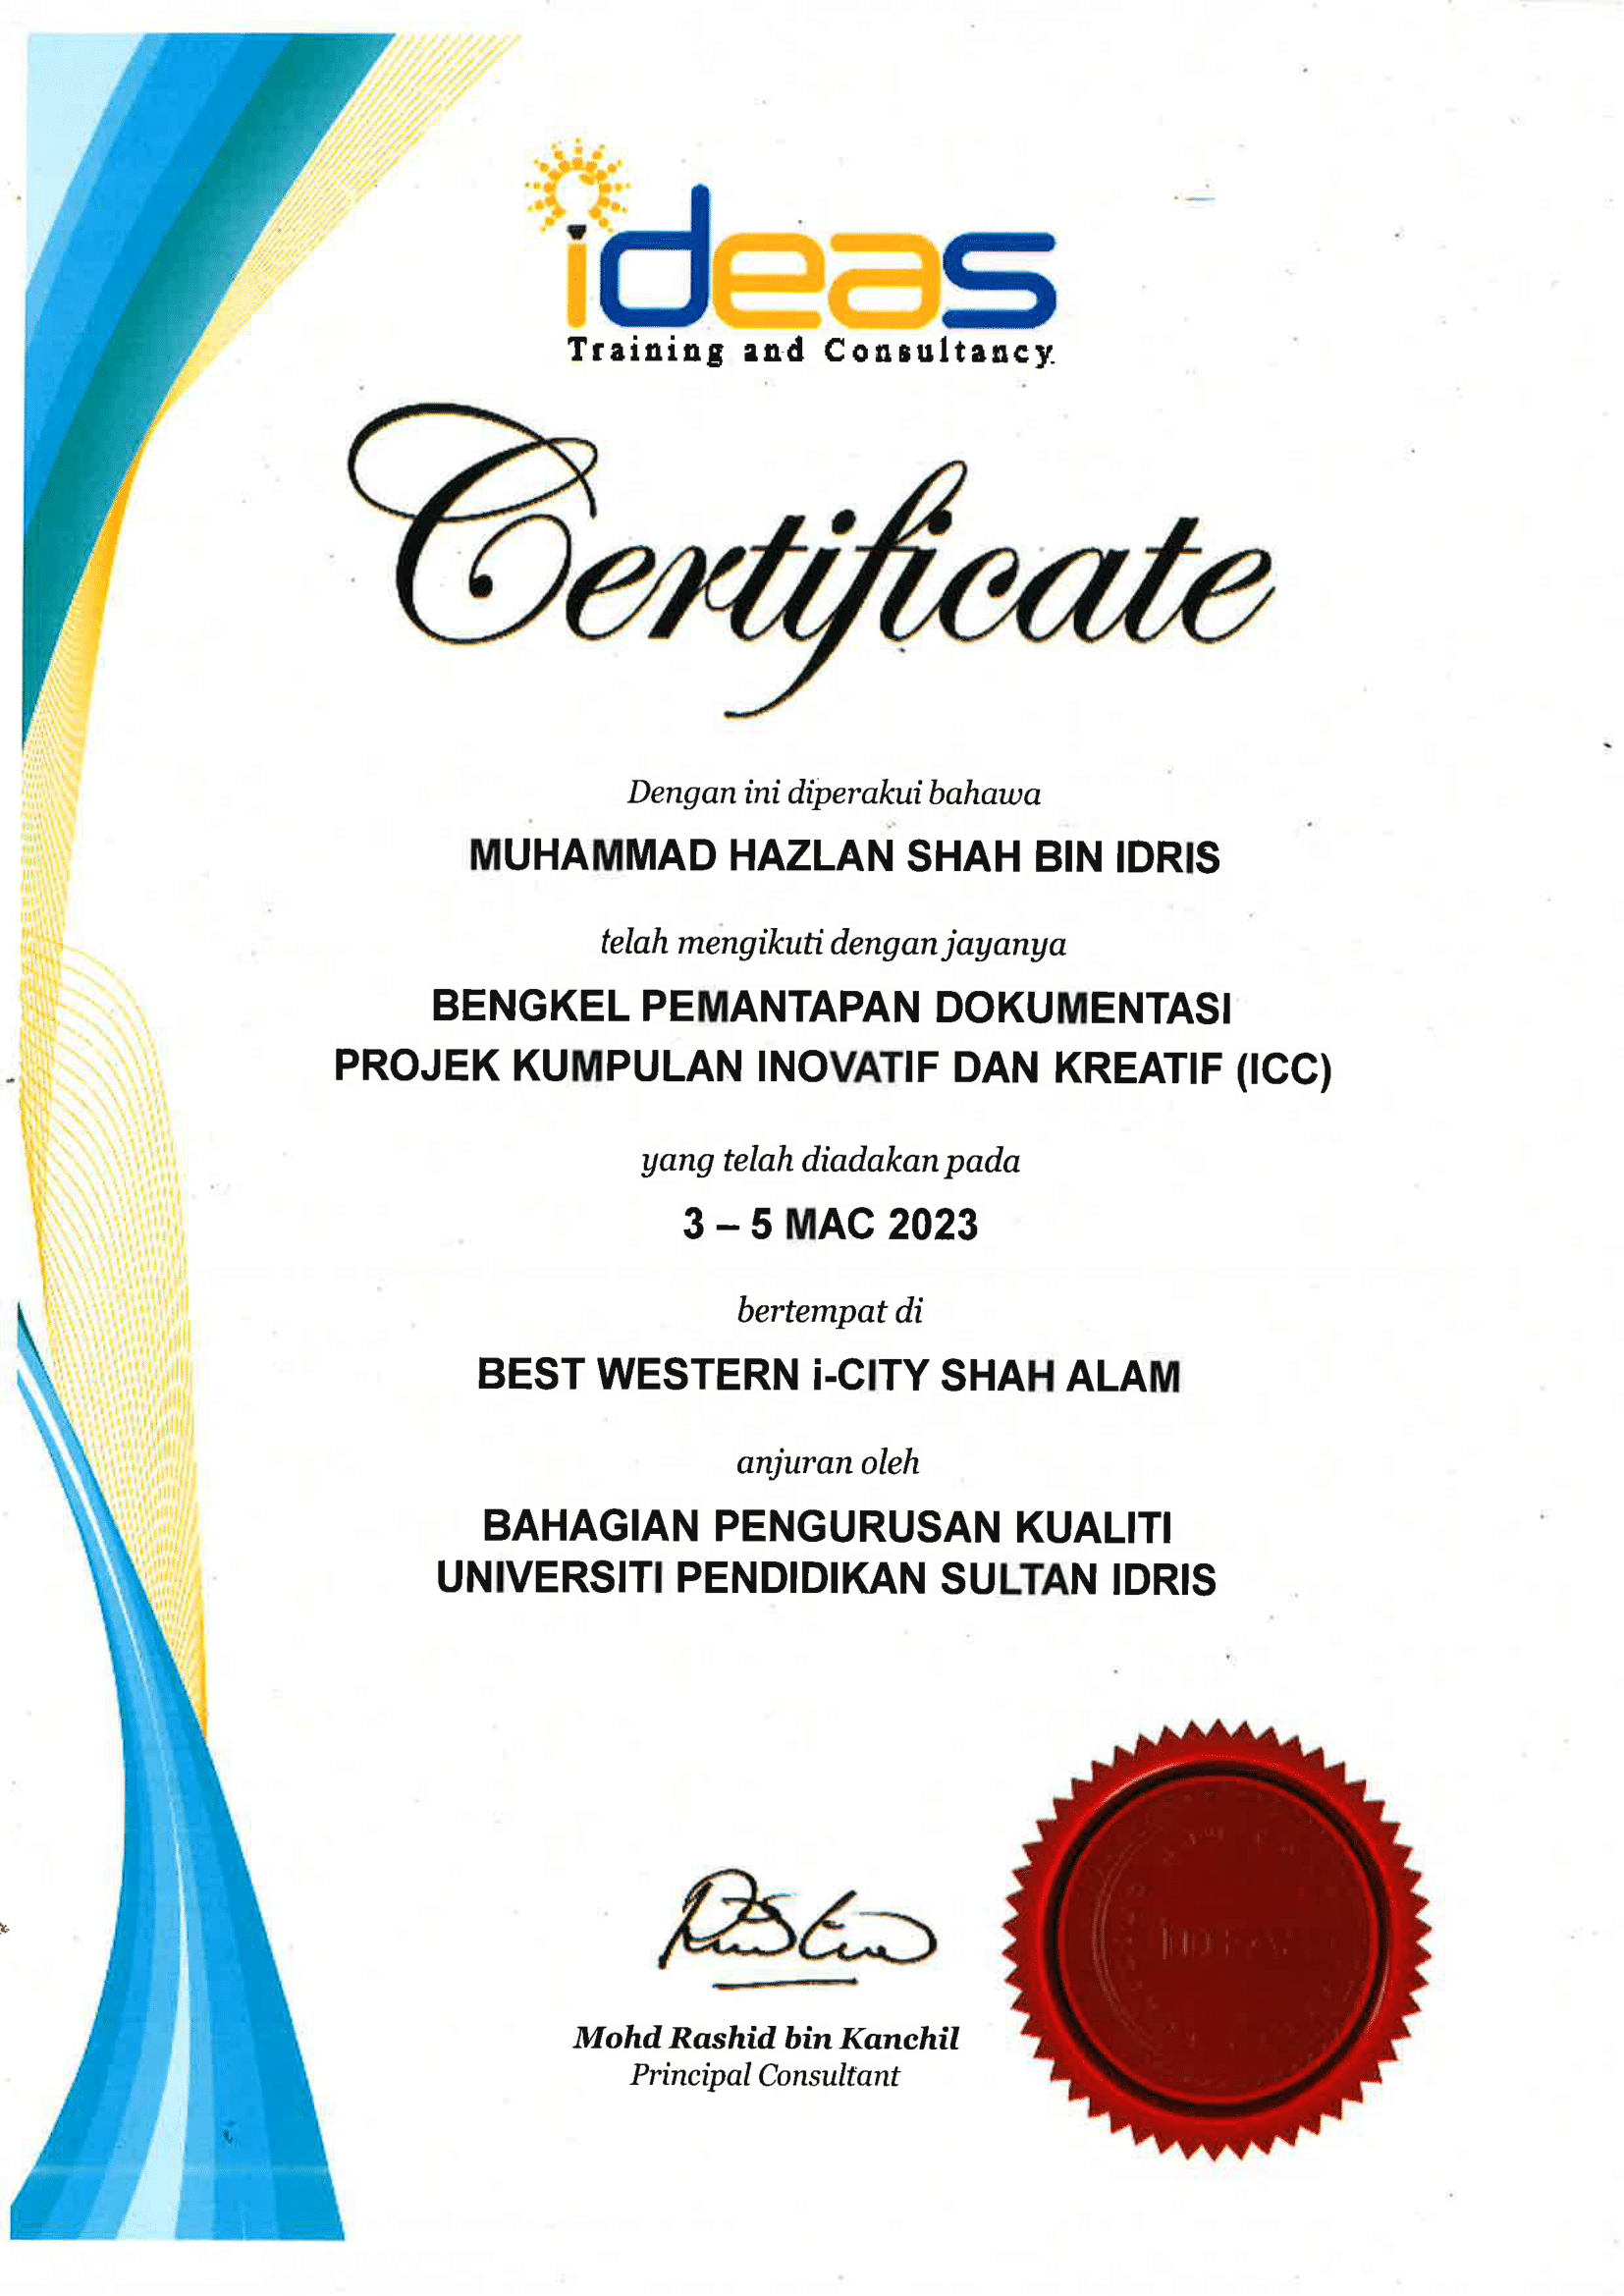 ideas
Training and Consultancy.
Certificate
Dengan ini diperakui bahawa
MUHAMMAD HAZLAN SHAH BIN IDRIS
telah mengikuti dengan jayanya
BENGKEL PEMANTAPAN DOKUMENTASI
PROJEK KUMPULAN INOVATIF DAN KREATIF (ICC)
yang telah diadakan pada
3 – 5 MAC 2023
bertempat di
BEST WESTERN i-CITY SHAH ALAM
anjuran oleh
BAHAGIAN PENGURUSAN KUALITI
UNIVERSITI PENDIDIKAN SULTAN IDRIS
Mohd Rashid bin Kanchil
Principal Consultant